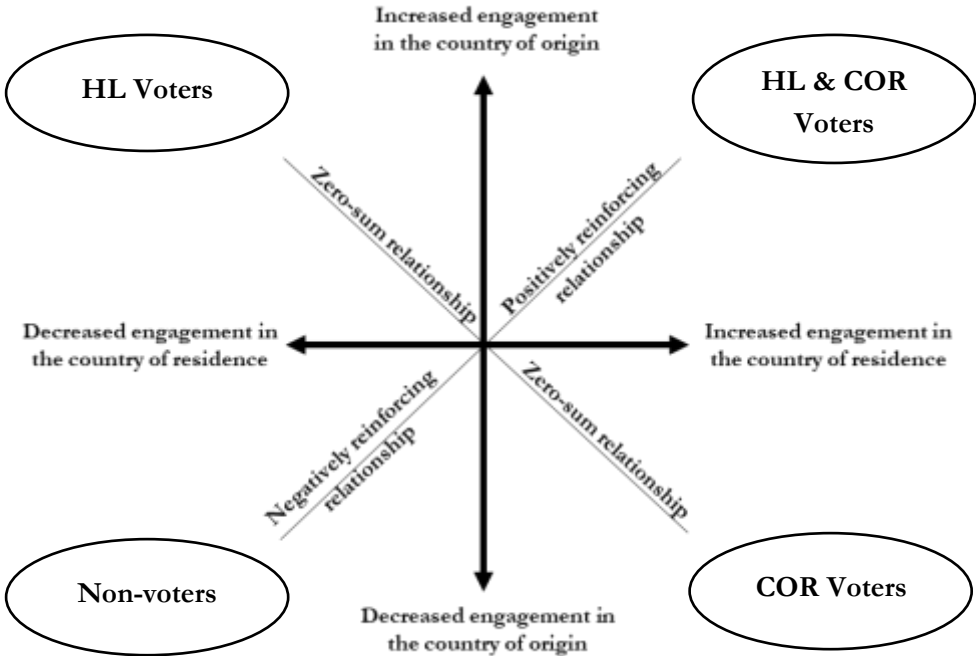 Increased engagement
in the country of origin
HL Voters
HL & COR
Voters
Zero-sum relationship
Positively reinforcing
relationship
Decreased engagement in
the country of residence
Increased engagement in
the country of residence
Negatively reinforcing
relationship
Zero-sum relationship
Non-voters
COR Voters
Decreased engagement in
the country of origin